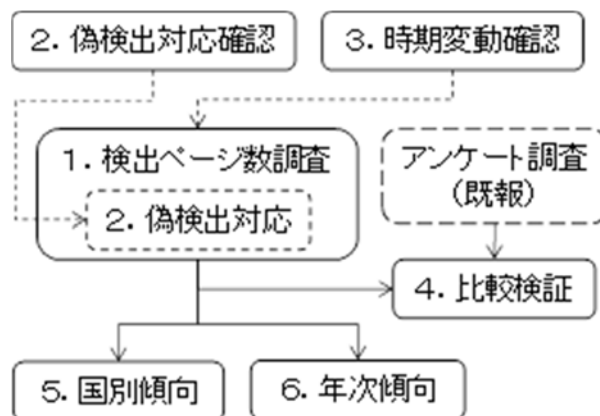 2. 偽検出対応確認
3. 時期変動確認
1. 検出ページ数調査
2. 偽検出対応
アンケート調査
(既報)
4. 比較検証
5. 国別傾向
6. 年次傾向